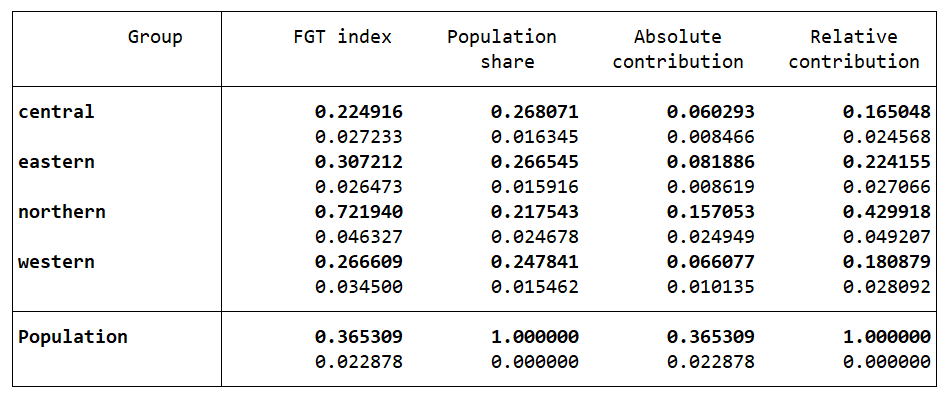 Group FGT index Population Absolute Relative
share contribution contribution
central 0.224916 0.268071 0.060293 0.165048
0.027233 0.016345 0.008466 0.024568
eastern 0.307212 0.266545 0.081886 0.224155
0.026473 0.015916 0.008619 0.027066
northern 0.721940 0.217543 0.157053 0.429918
0.046327 0.024678 0.024949 0.049207
western 0.266609 0.247841 0.066077 0.180879
0.034500 0.015462 0.010135 0.028092
Population 0.365309 1.000000 0.365309 1.000000
0.022878 0.000000 0.022878 0.000000